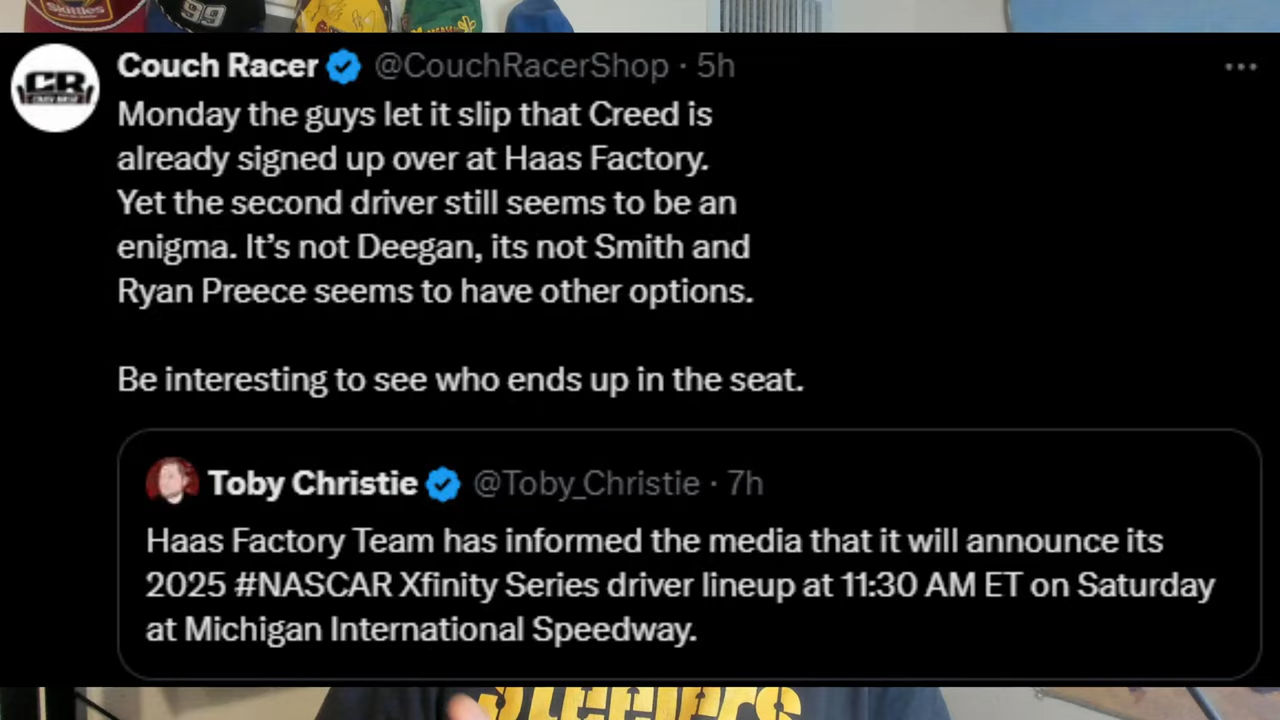 Skittles
99
Couch Racer @CouchRacerShop · 5h
CR
Monday the guys let it slip that Creed is
already signed up over at Haas Factory.
Yet the second driver still seems to be an
enigma. It’s not Deegan, its not Smith and
Ryan Preece seems to have other options.
Be interesting to see who ends up in the seat.
Toby Christie @Toby_Christie · 7h
Haas Factory Team has informed the media that it will announce its
2025 #NASCAR Xfinity Series driver lineup at 11:30 AM ET on Saturday
at Michigan International Speedway.
Steelers